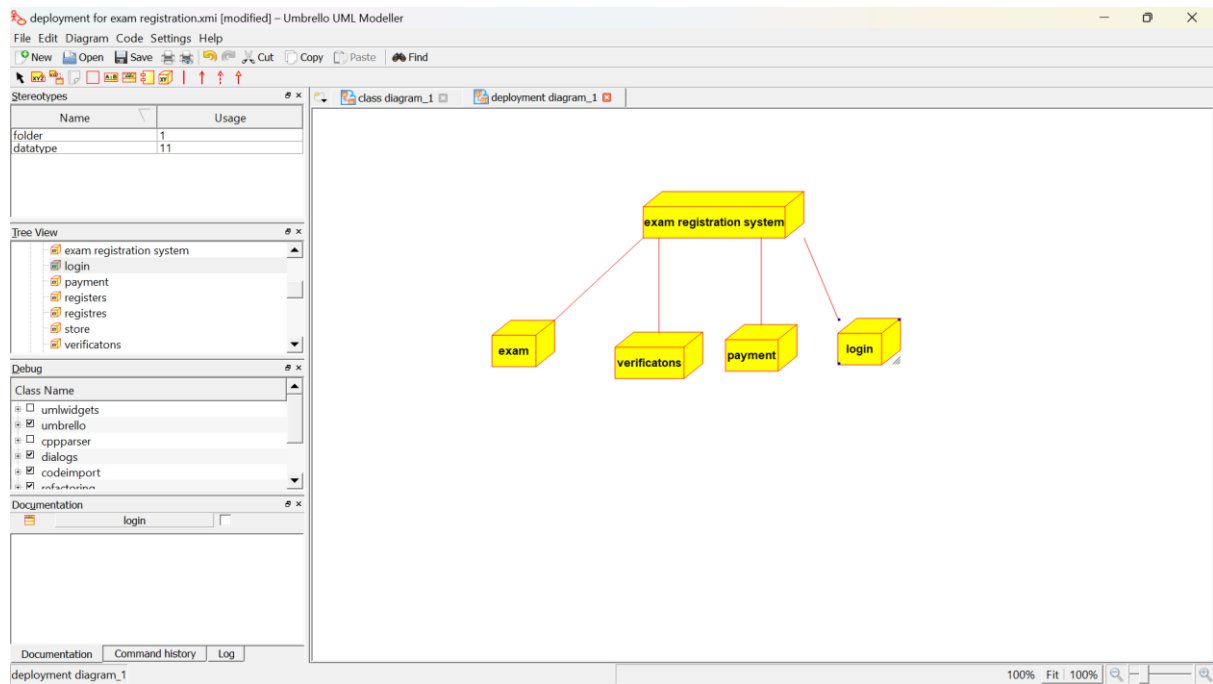 deployment for exam registration.xmi [modified] – Umbrello UML Modeller
File Edit Diagram Code Settings Help
New Open Save Cut Copy Paste Find
Stereotypes
Name Usage
folder 1
datatype 11
Tree View
exam registration system
login
payment
registers
registres
store
verificatons
Debug
Class Name
umlwidgets
umbrello
cppparser
dialogs
codeimport
refactoring
Documentation
login
Documentation Command history Log
class diagram_1 deployment diagram_1
exam registration system
exam
verificatons
payment
login
deployment diagram_1
100% Fit 100%